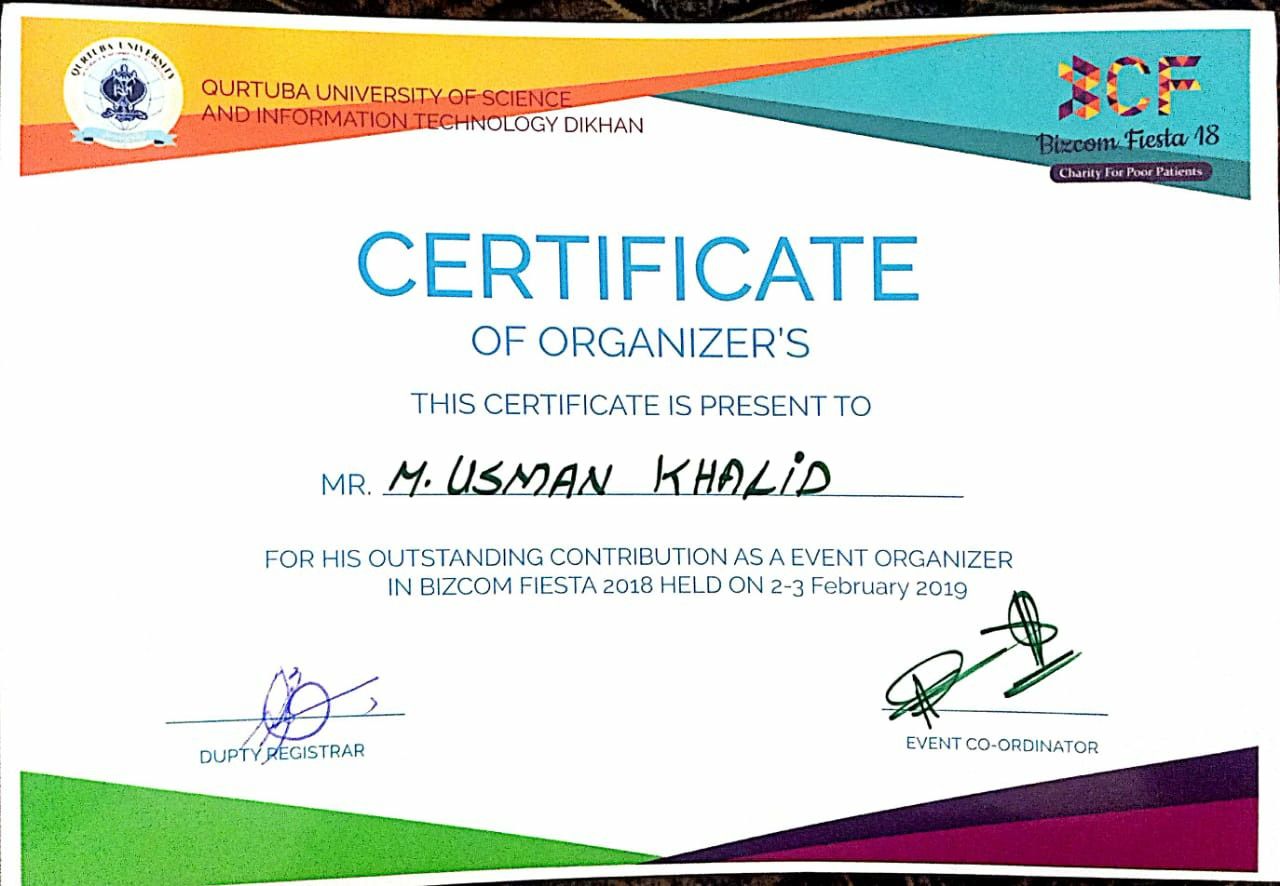 QURTUBA UNIVERSITY
QURTUBA UNIVERSITY OF SCIENCE
AND INFORMATION TECHNOLOGY DIKHAN
BCF
Bizcom Fiesta 18
Charity For Poor Patients
CERTIFICATE
OF ORGANIZER'S
THIS CERTIFICATE IS PRESENT TO
MR. M. USMAN KHALID
FOR HIS OUTSTANDING CONTRIBUTION AS A EVENT ORGANIZER
IN BIZCOM FIESTA 2018 HELD ON 2-3 February 2019
DUPTY REGISTRAR
EVENT CO-ORDINATOR